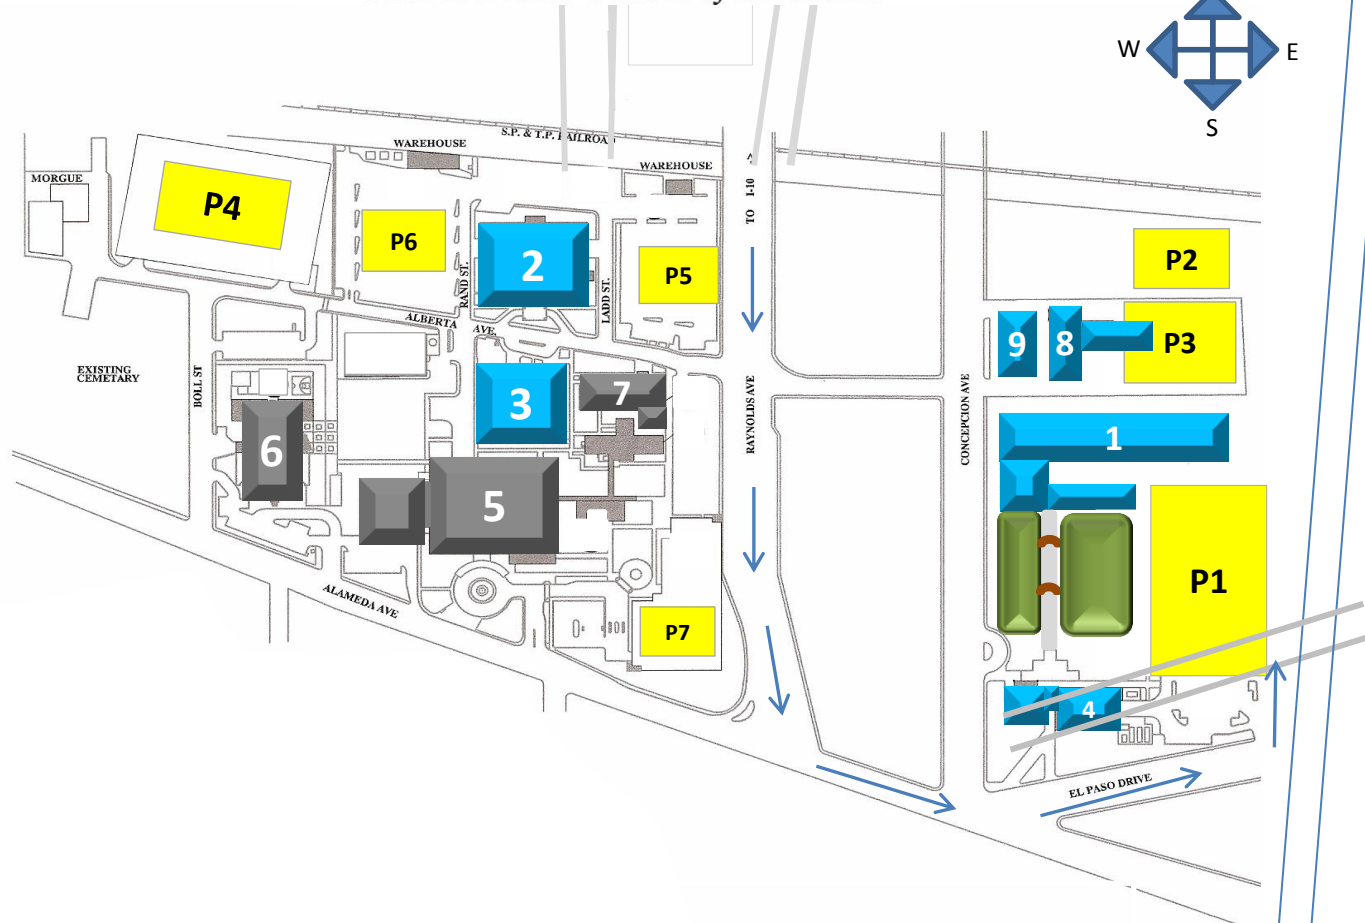 W
E
S
S.P. & T.P. RAILROAD
WAREHOUSE
WAREHOUSE
MORGUE
TO I-10 >
P4
P6
2
P5
P2
RAND ST.
LADD ST.
ALBERTA AVE.
9
8
P3
EXISTING
CEMETARY
BOLL ST
3
7
RAYNOLDS AVE
CONCEPCION AVE
1
6
5
P1
ALAMEDA AVE
P7
4
EL PASO DRIVE